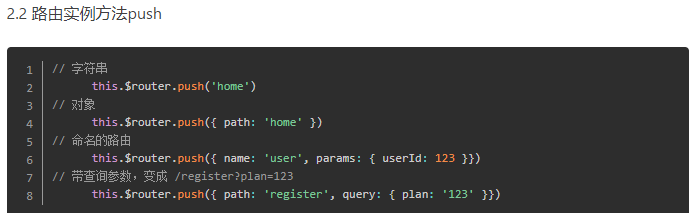 2.2 路由实例方法push
1 // 字符串
2 this.$router.push('home')
3 // 对象
4 this.$router.push({ path: 'home' })
5 // 命名的路由
6 this.$router.push({ name: 'user', params: { userId: 123 }})
7 // 带查询参数，变成 /register?plan=123
8 this.$router.push({ path: 'register', query: { plan: '123' }})